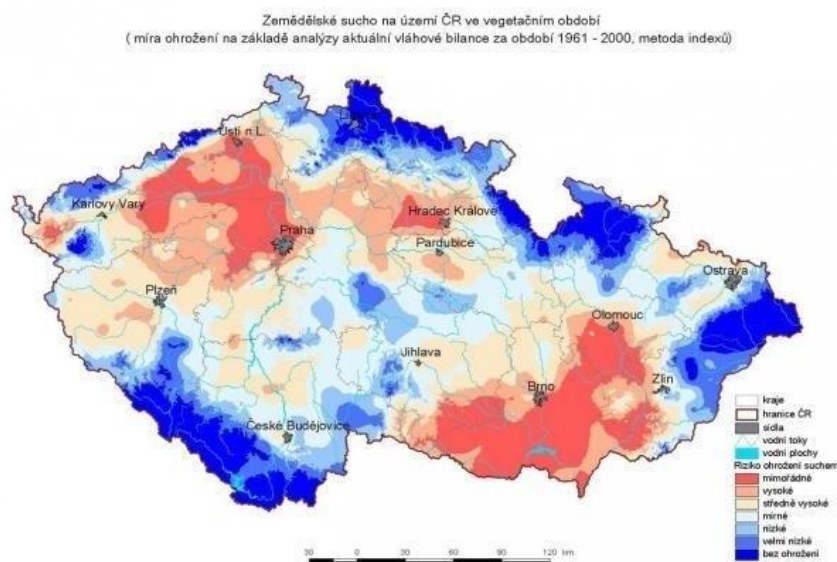 Zemědělské sucho na území ČR ve vegetačním období
( míra ohrožení na základě analýzy aktuální vláhové bilance za období 1961 - 2000, metoda indexů)
Ústí n.L.
Karlovy Vary
Hradec Králové
Praha
Pardubice
Plzeň
Ostrava
Olomouc
Jihlava
Brno
Zlín
České Budějovice
kraje
hranice ČR
sídla
vodní toky
vodní plochy
Riziko ohrožení suchem
mimořádné
vysoké
středně vysoké
mírné
nízké
velmi nízké
bez ohrožení
30 0 30 60 90 120 km